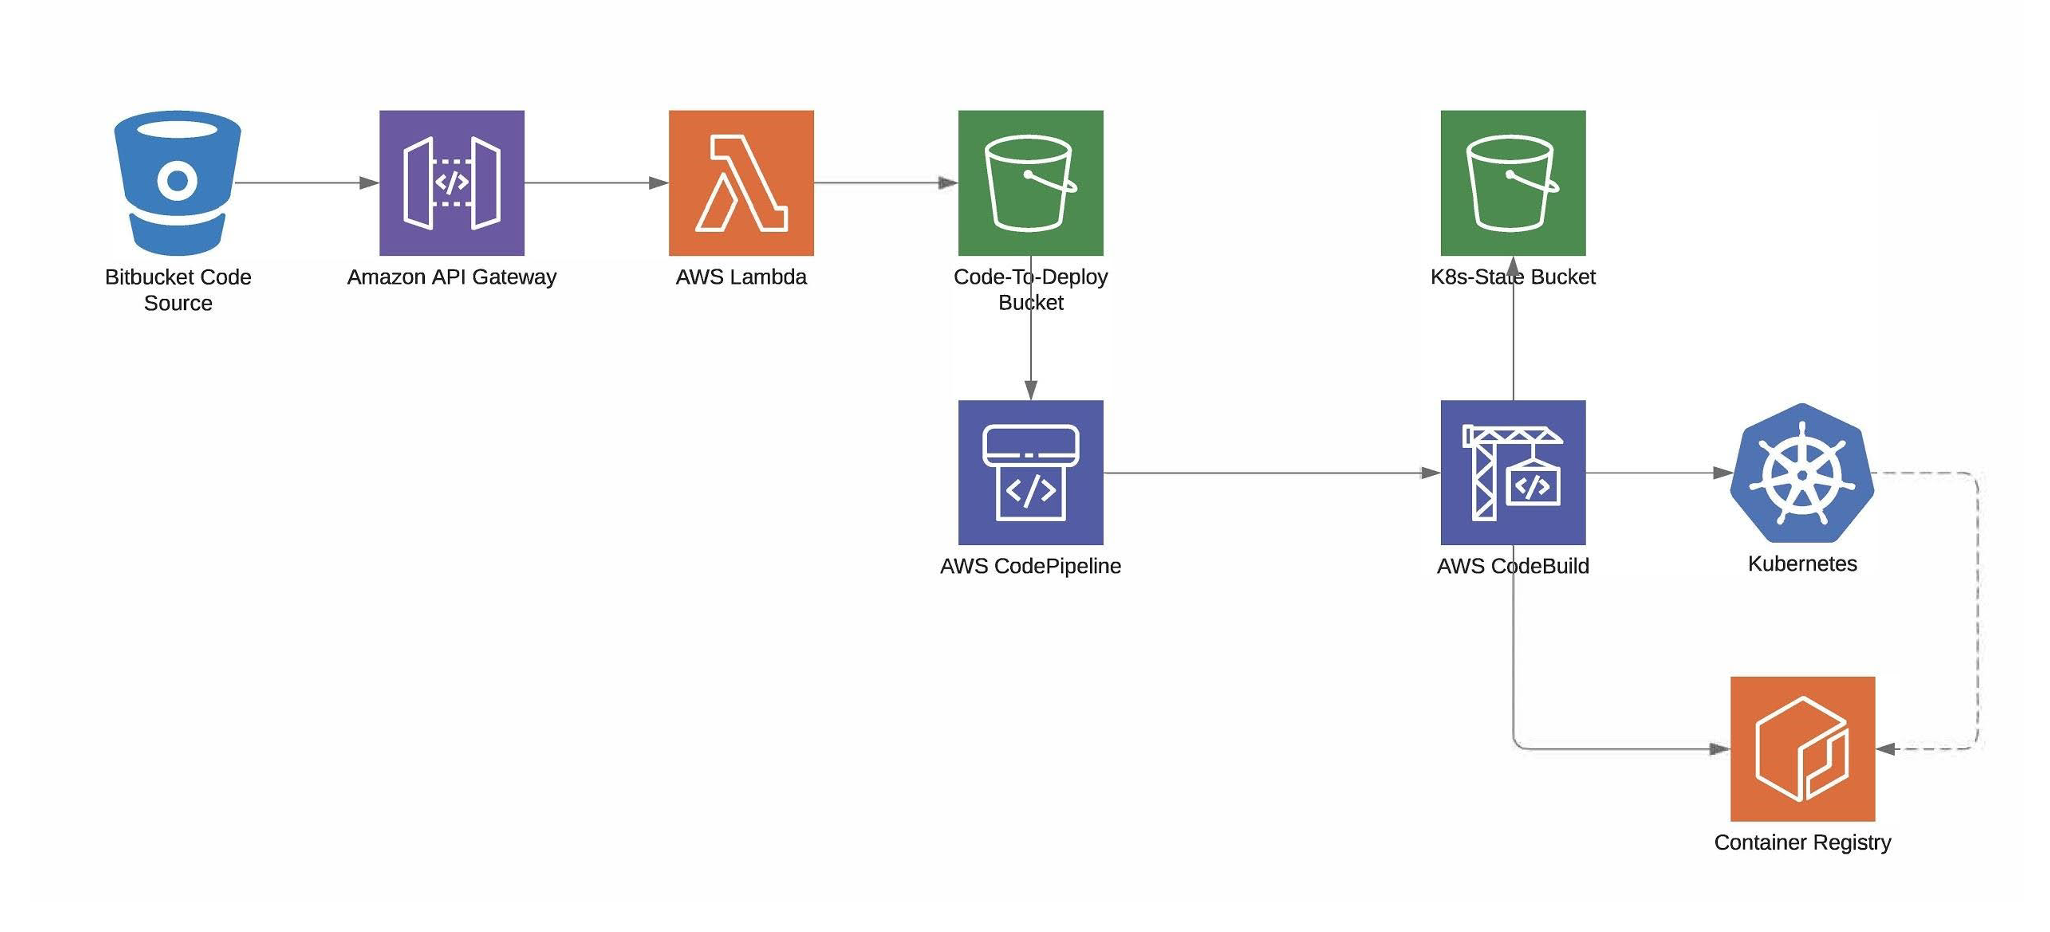 Bitbucket Code
Source
Amazon API Gateway
AWS Lambda
Code-To-Deploy
Bucket
K8s-State Bucket
AWS CodePipeline
AWS CodeBuild
Kubernetes
Container Registry